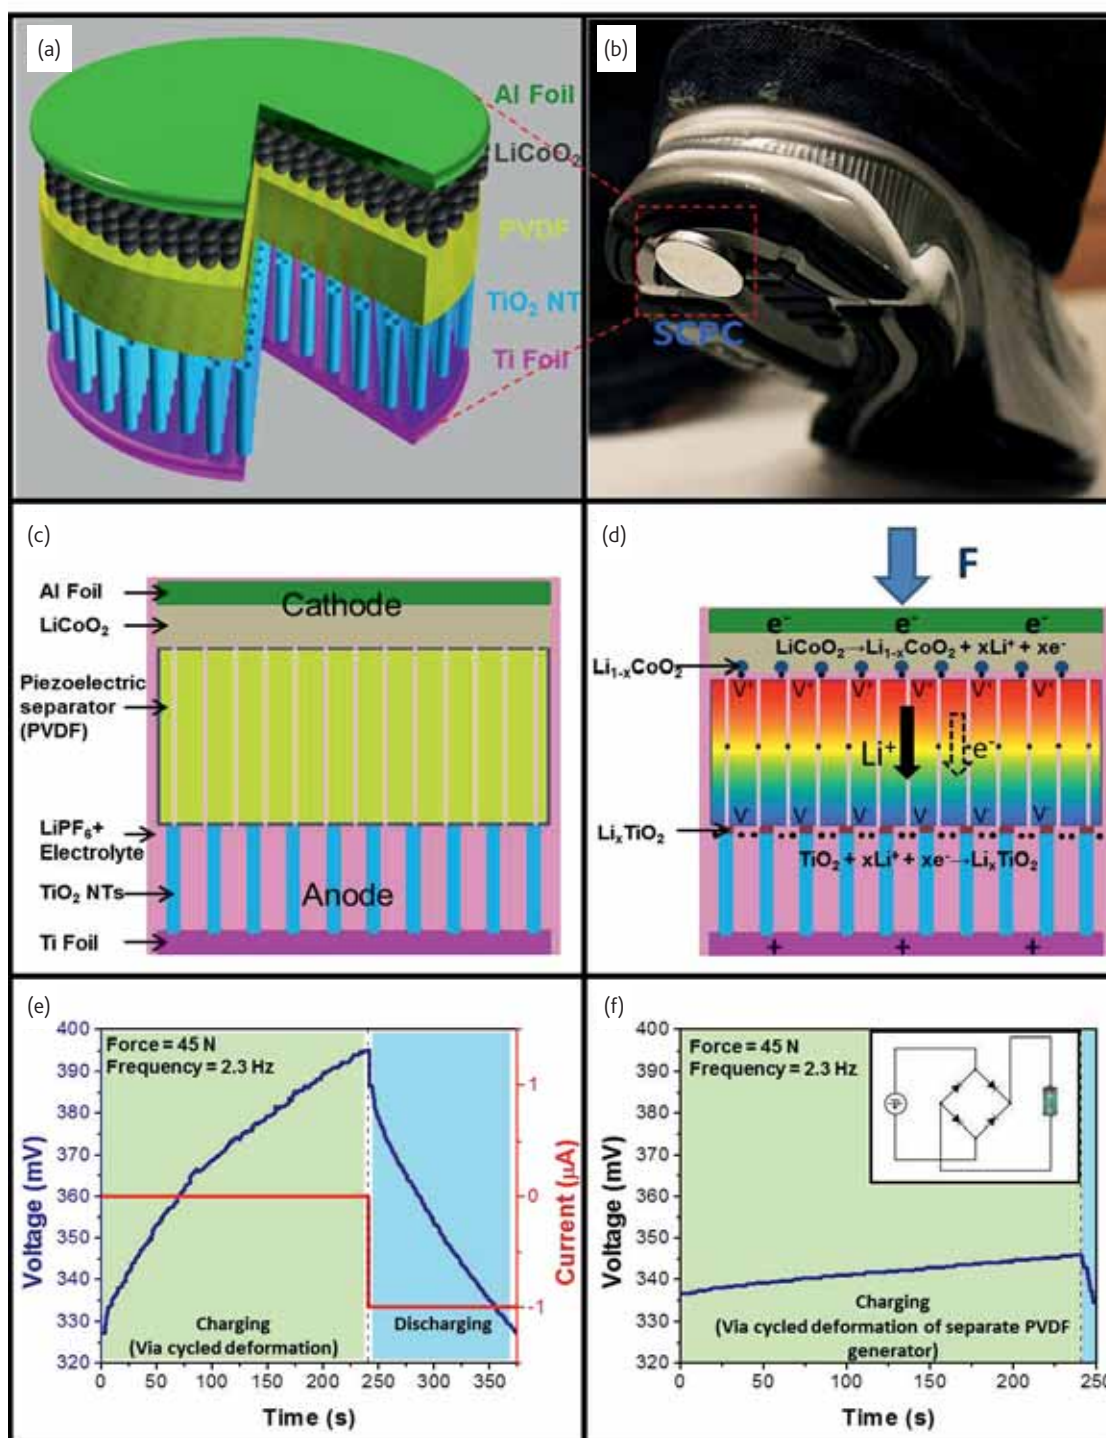 (a)
Al Foil
LiCoO₂
PVDF
TiO₂ NT
Ti Foil
(b)
SCPC
(c)
Al Foil
LiCoO₂
Piezoelectric
separator
(PVDF)
LiPF₆+
Electrolyte
TiO₂ NTs
Ti Foil
Cathode
Anode
(d)
F
e⁻ e⁻ e⁻
LiCoO₂→Li₁₋ₓCoO₂ + xLi⁺ + xe⁻
Li₁₋ₓCoO₂
V⁺ V⁺ V⁺ V⁺ V⁺
Li⁺ e⁻
V⁻ V⁻ V⁻ V⁻ V⁻
LiₓTiO₂
TiO₂ + xLi⁺ + xe⁻→LiₓTiO₂
+ + +
(e)
Force = 45 N
Frequency = 2.3 Hz
Voltage (mV)
400
390
380
370
360
350
340
330
320
Charging
(Via cycled deformation)
Discharging
1
0
-1
Current (µA)
0 50 100 150 200 250 300 350
Time (s)
(f)
Force = 45 N
Frequency = 2.3 Hz
Voltage (mV)
400
390
380
370
360
350
340
330
320
Charging
(Via cycled deformation of separate PVDF
generator)
0 50 100 150 200 250
Time (s)